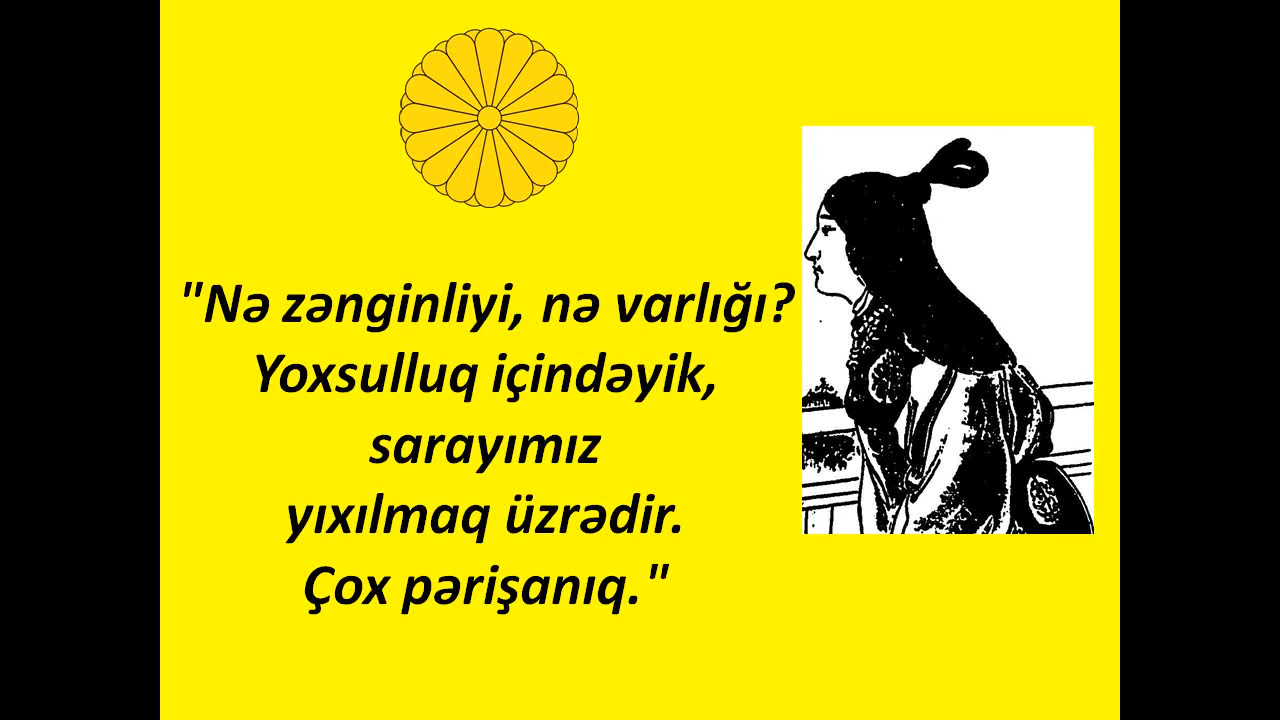 "Nə zənginliyi, nə varlığı?
Yoxsulluq içindəyik,
sarayımız
yıxılmaq üzrədir.
Çox pərişanıq."